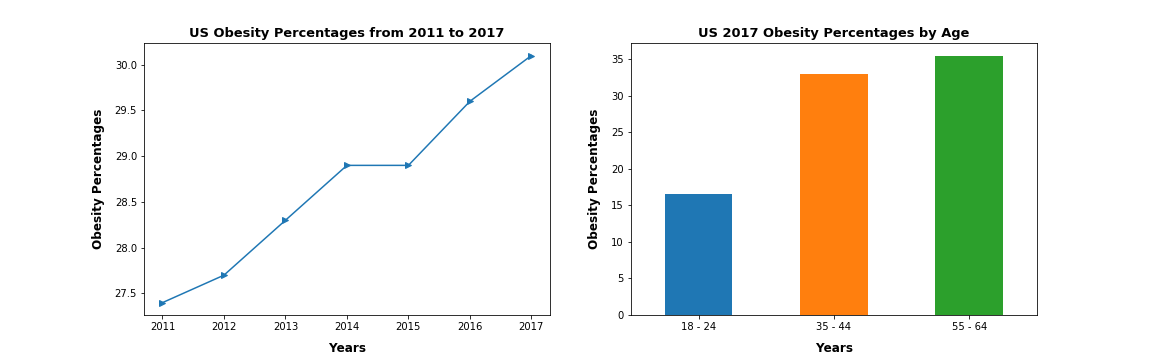 US Obesity Percentages from 2011 to 2017
Obesity Percentages
30.0
29.5
29.0
28.5
28.0
27.5
2011 2012 2013 2014 2015 2016 2017
Years
US 2017 Obesity Percentages by Age
Obesity Percentages
35
30
25
20
15
10
5
0
18 - 24 35 - 44 55 - 64
Years